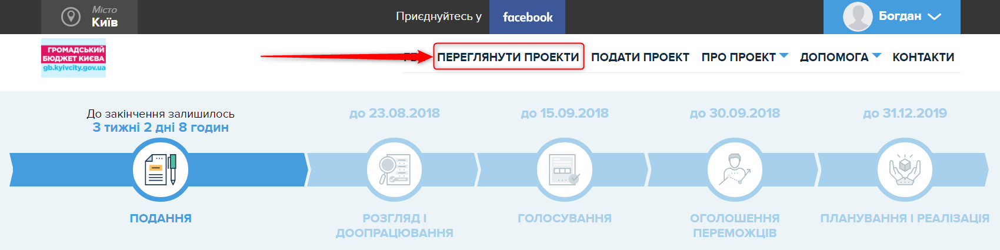 Місто
Київ
Приєднуйтесь у
facebook
Богдан
ГРОМАДСЬКИЙ
БЮДЖЕТ КИЄВА
gb.kyivcity.gov.ua
ПЕРЕГЛЯНУТИ ПРОЕКТИ
ПОДАТИ ПРОЕКТ
ПРО ПРОЕКТ
ДОПОМОГА
КОНТАКТИ
До закінчення залишилось
3 тижні 2 дні 8 годин
до 23.08.2018
до 15.09.2018
до 30.09.2018
до 31.12.2019
ПОДАННЯ
РОЗГЛЯД І
ДООПРАЦЮВАННЯ
ГОЛОСУВАННЯ
ОГОЛОШЕННЯ
ПЕРЕМОЖЦІВ
ПЛАНУВАННЯ І РЕАЛІЗАЦІЯ